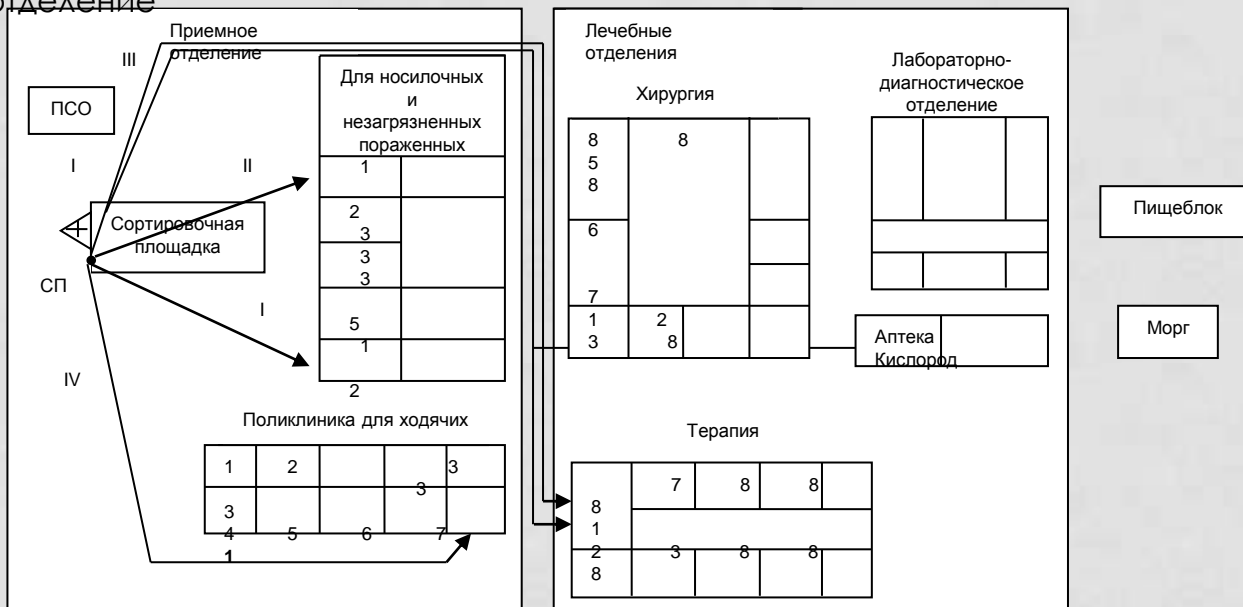 отделение
Приемное
отделение
III
ПСО
I
II
Сортировочная
площадка
СП
I
IV
Для носилочных
и
незагрязненных
пораженных
1
2
3
3
3
5
1
2
Поликлиника для ходячих
1 2 3
3
3
4 5 6 7
1
Лечебные
отделения
Хирургия
8 8
5
8
6
7
1 2
3 8
Лабораторно-
диагностическое
отделение
Аптека
Кислород
Терапия
7 8 8
8
1
2 3 8 8
8
Пищеблок
Морг